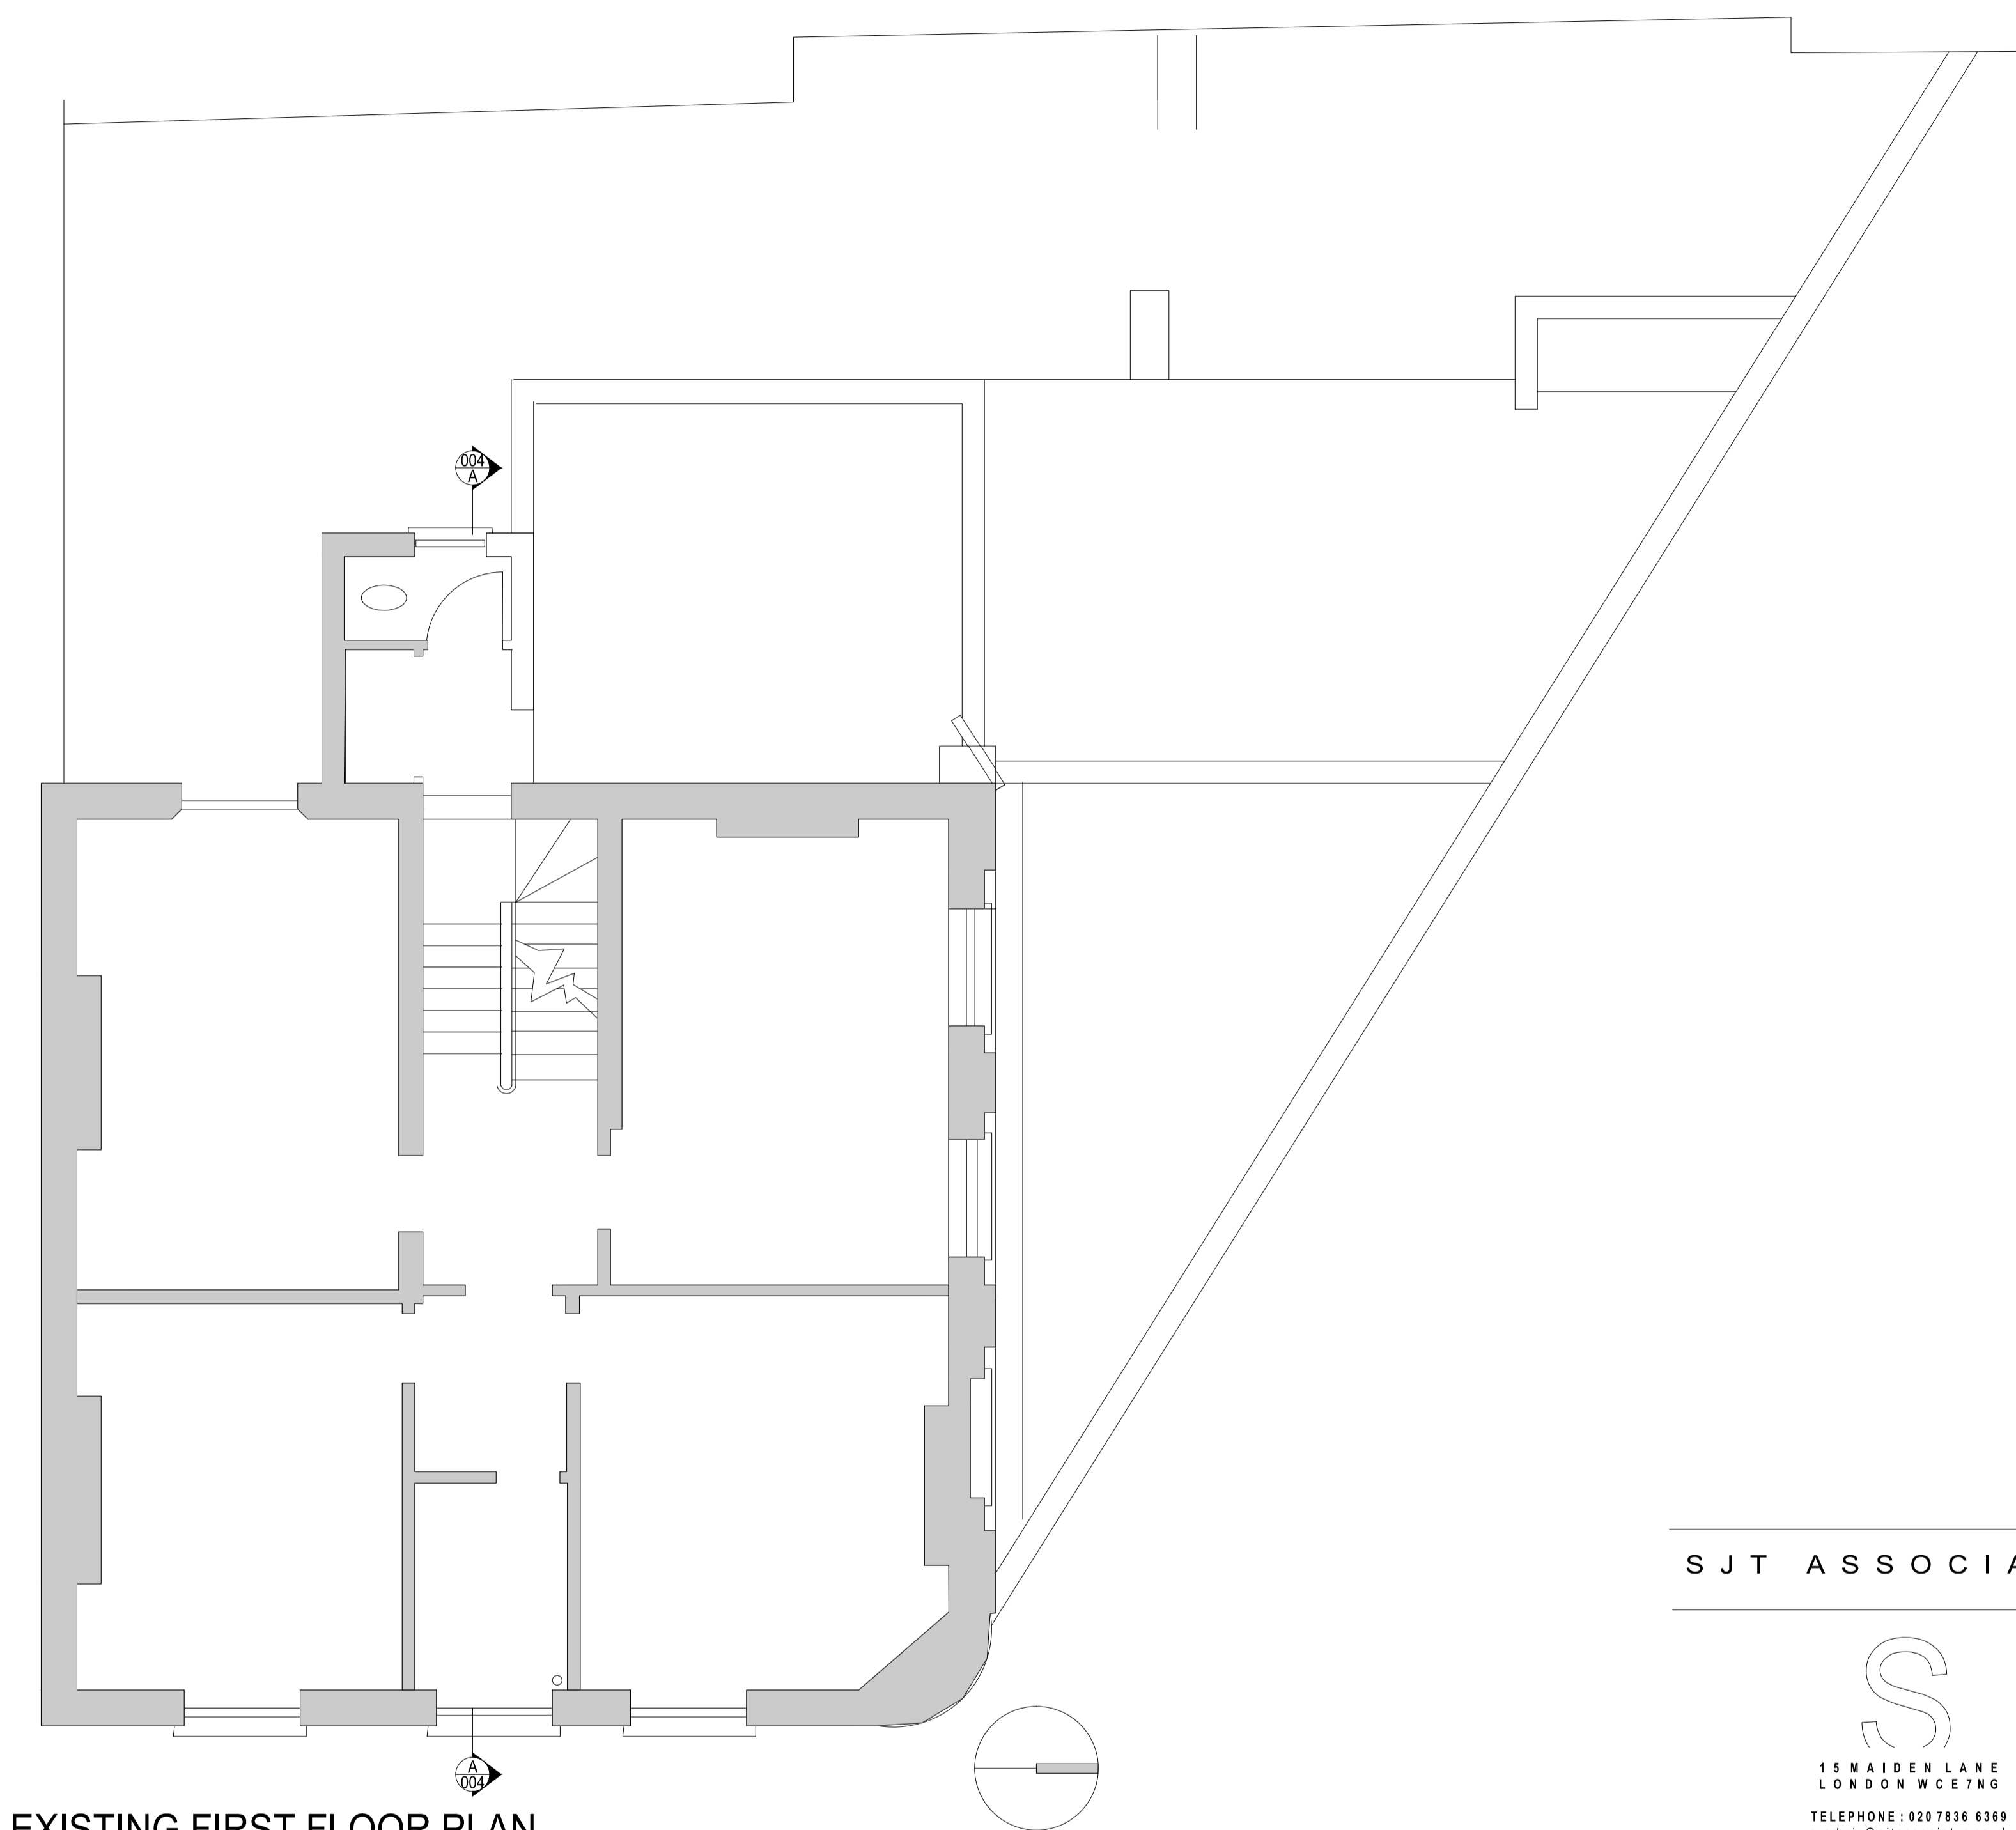 004
A
A
004
EXISTING FIRST FLOOR PLAN
SJT ASSOCIA
S
15 MAIDEN LANE
LONDON WCE7NG
TELEPHONE: 020 7836 6369